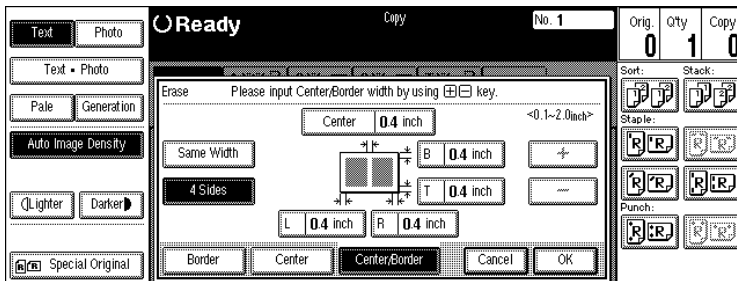 Text
Photo
Text • Photo
Pale
Generation
Auto Image Density
Lighter
Darker
Special Original
Ready
Copy
No. 1
Erase
Please input Center/Border width by using ⊞⊟ key.
Center 0.4 inch
<0.1~2.0inch>
Same Width
4 Sides
B 0.4 inch
T 0.4 inch
L 0.4 inch
R 0.4 inch
+
—
Border
Center
Center/Border
Cancel
OK
Orig.
Q'ty
Copy
0
1
0
Sort:
Stack:
Staple:
Punch: